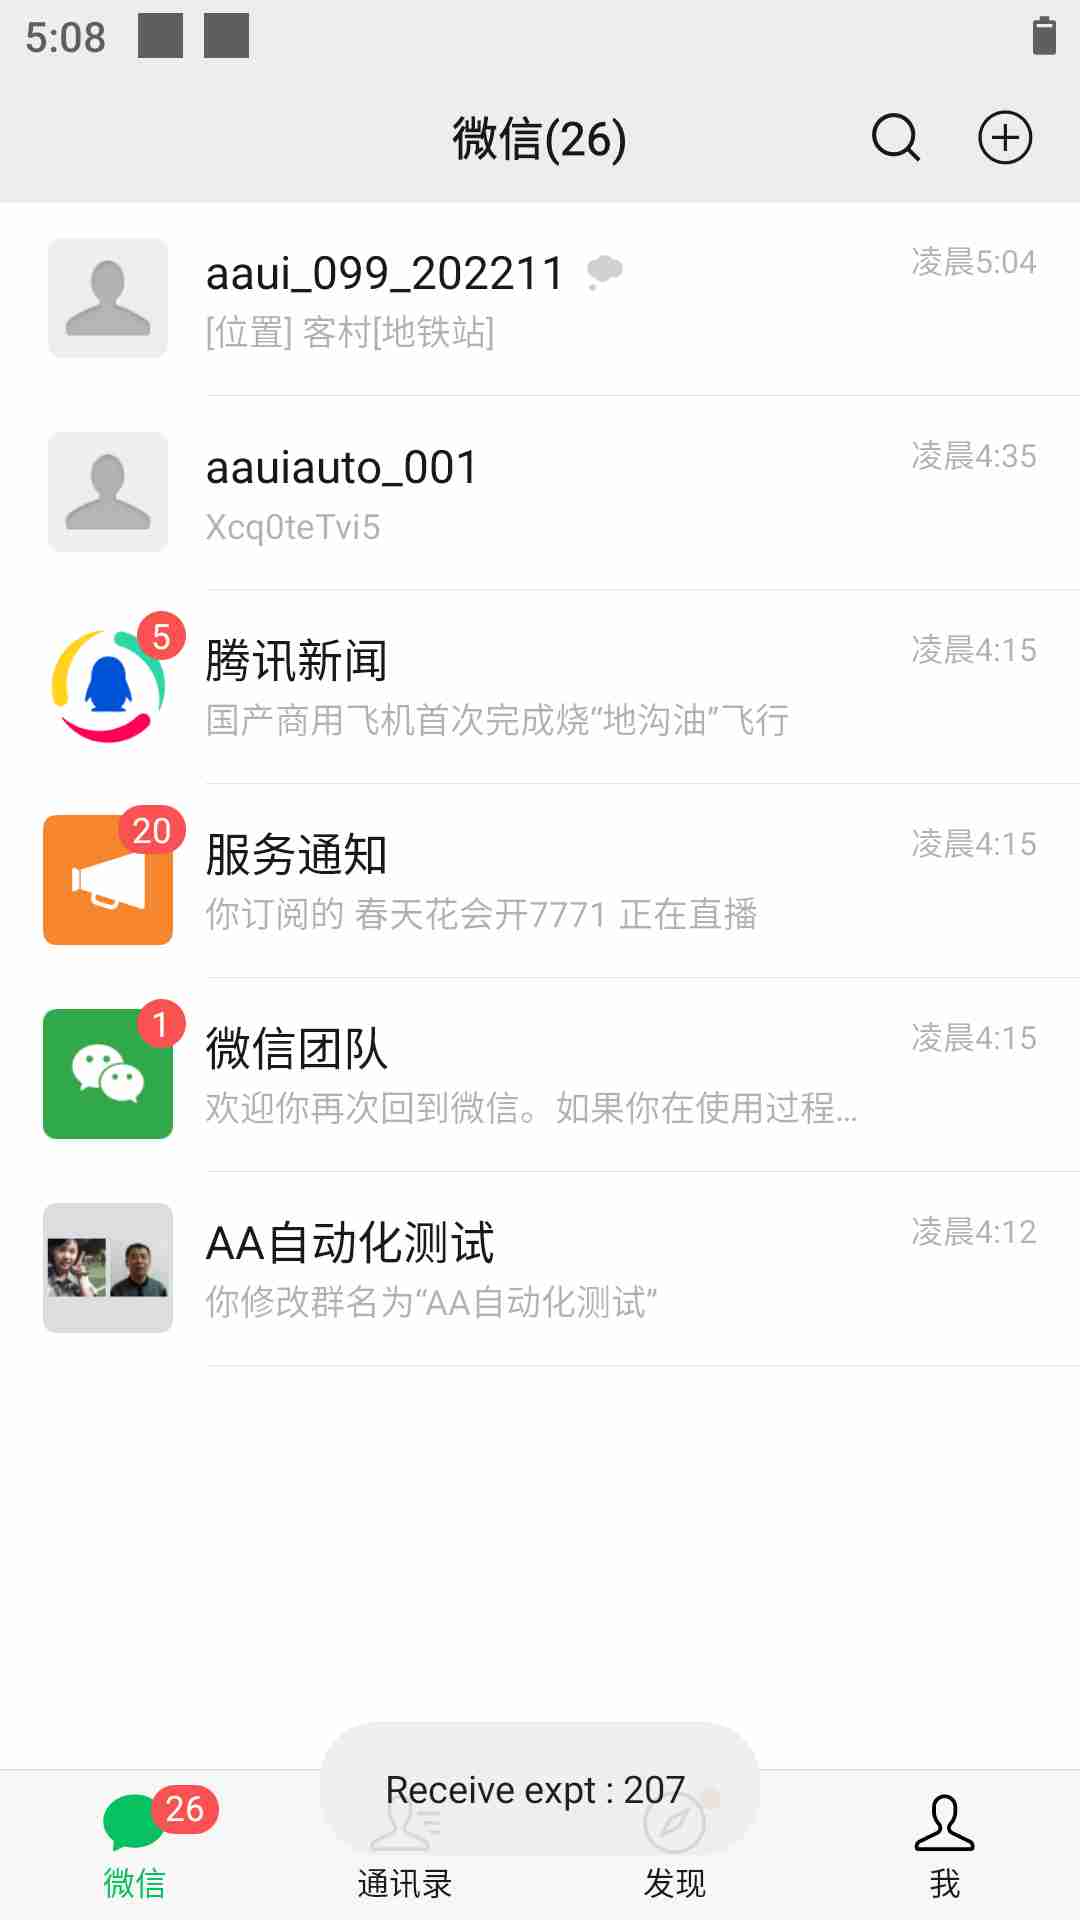 5:08
微信(26)
aaui_099_202211
凌晨5:04
[位置] 客村[地铁站]
aauiauto_001
凌晨4:35
Xcq0teTvi5
5
腾讯新闻
凌晨4:15
国产商用飞机首次完成烧“地沟油”飞行
20
服务通知
凌晨4:15
你订阅的 春天花会开7771 正在直播
1
微信团队
凌晨4:15
欢迎你再次回到微信。如果你在使用过程...
AA自动化测试
凌晨4:12
你修改群名为“AA自动化测试”
Receive expt : 207
26
微信
通讯录
发现
我